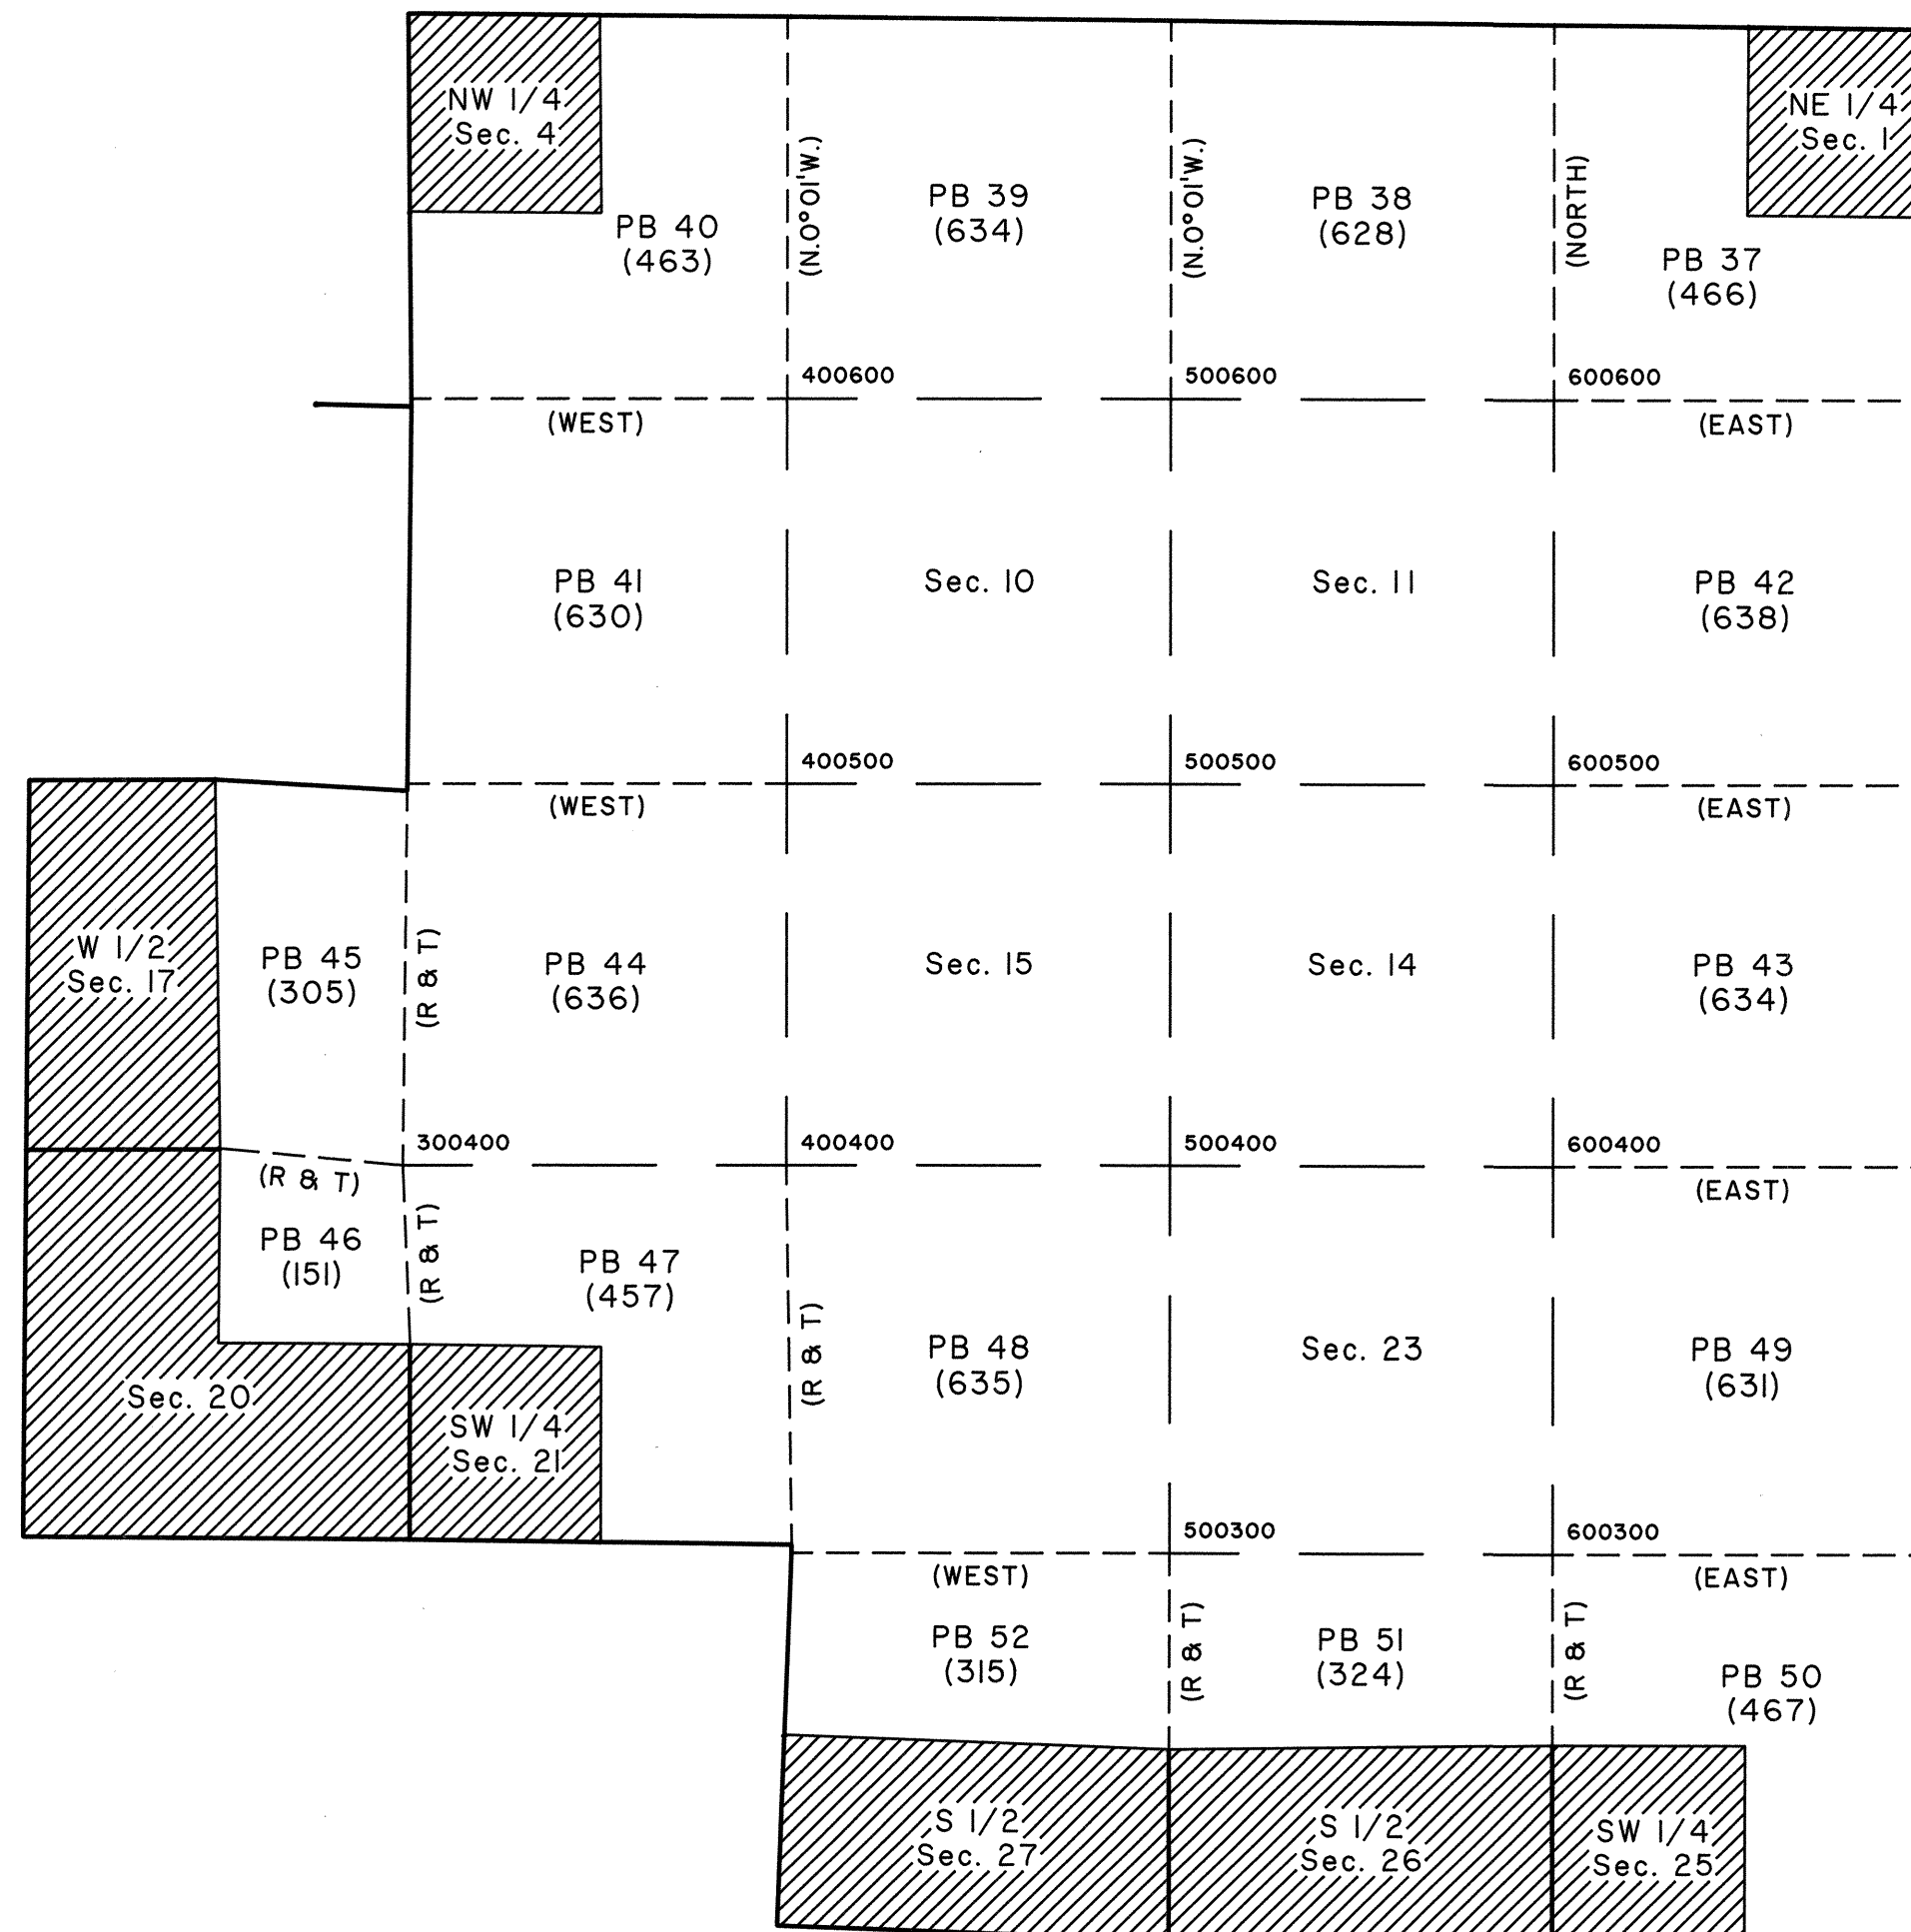 NW 1/4
Sec. 4
NE 1/4
Sec. 1
PB 40
(463)
(N.0°01'W.)
PB 39
(634)
(N.0°01'W.)
PB 38
(628)
(NORTH)
PB 37
(466)
400600
500600
600600
(WEST)
(EAST)
PB 41
(630)
Sec. 10
Sec. 11
PB 42
(638)
400500
500500
600500
(WEST)
(EAST)
W 1/2
Sec. 17
PB 45
(305)
(R & T)
PB 44
(636)
Sec. 15
Sec. 14
PB 43
(634)
300400
400400
500400
600400
(R & T)
(EAST)
PB 46
(151)
(R & T)
PB 47
(457)
(R & T)
PB 48
(635)
Sec. 23
PB 49
(631)
Sec. 20
SW 1/4
Sec. 21
500300
600300
(WEST)
(EAST)
PB 52
(315)
(R & T)
PB 51
(324)
(R & T)
PB 50
(467)
S 1/2
Sec. 27
S 1/2
Sec. 26
SW 1/4
Sec. 25